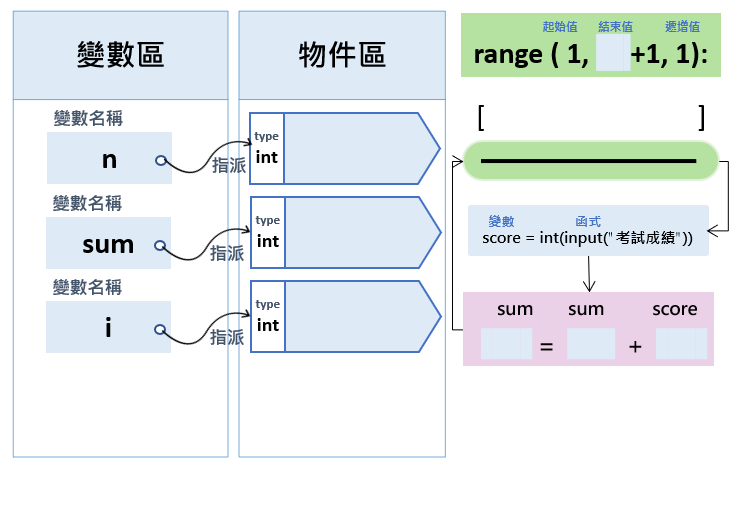 變數區
物件區
變數名稱
n
指派
type
int
變數名稱
sum
指派
type
int
變數名稱
i
指派
type
int
起始值 結束值 遞增值
range ( 1, +1, 1):
[ ]
變數 函式
score = int(input("考試成績"))
sum sum score
= +